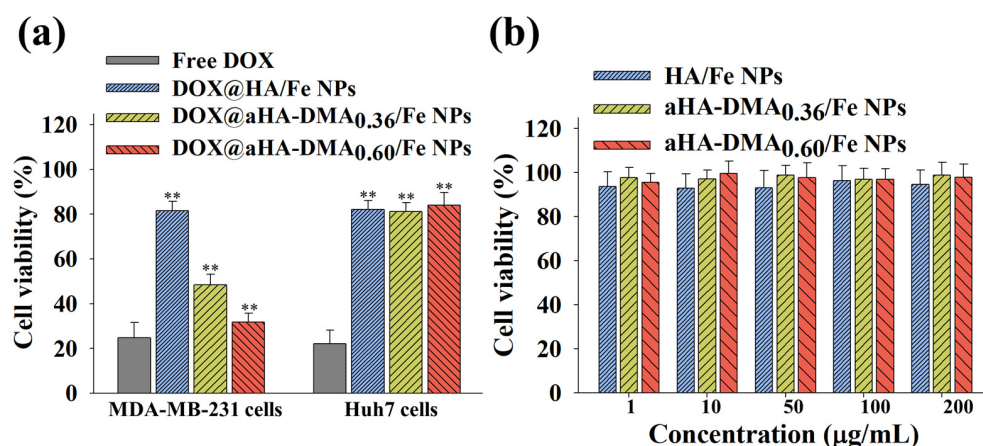 (a)
Free DOX
DOX@HA/Fe NPs
DOX@aHA-DMA0.36/Fe NPs
DOX@aHA-DMA0.60/Fe NPs
Cell viability (%)
120
100
80
60
40
20
0
** ** ** ** ** **
MDA-MB-231 cells Huh7 cells
(b)
HA/Fe NPs
aHA-DMA0.36/Fe NPs
aHA-DMA0.60/Fe NPs
Cell viability (%)
120
100
80
60
40
20
0
1 10 50 100 200
Concentration (μg/mL)